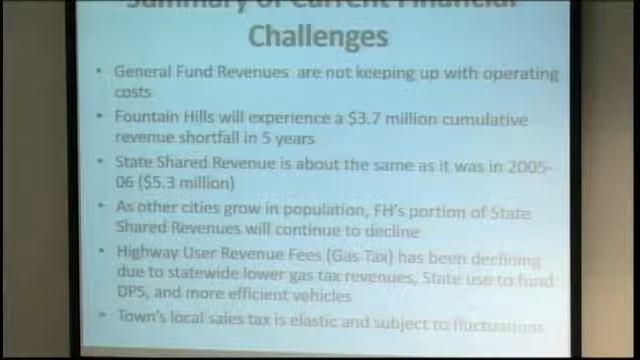 Summary of Current Financial
Challenges
• General Fund Revenues are not keeping up with operating
costs
• Fountain Hills will experience a $3.7 million cumulative
revenue shortfall in 5 years
• State Shared Revenue is about the same as it was in 2005-
06 ($5.3 million)
• As other cities grow in population, FH's portion of State
Shared Revenues will continue to decline
• Highway User Revenue Fees (Gas Tax) has been declining
due to statewide lower gas tax revenues, State use to fund
DPS, and more efficient vehicles
• Town's local sales tax is elastic and subject to fluctuations